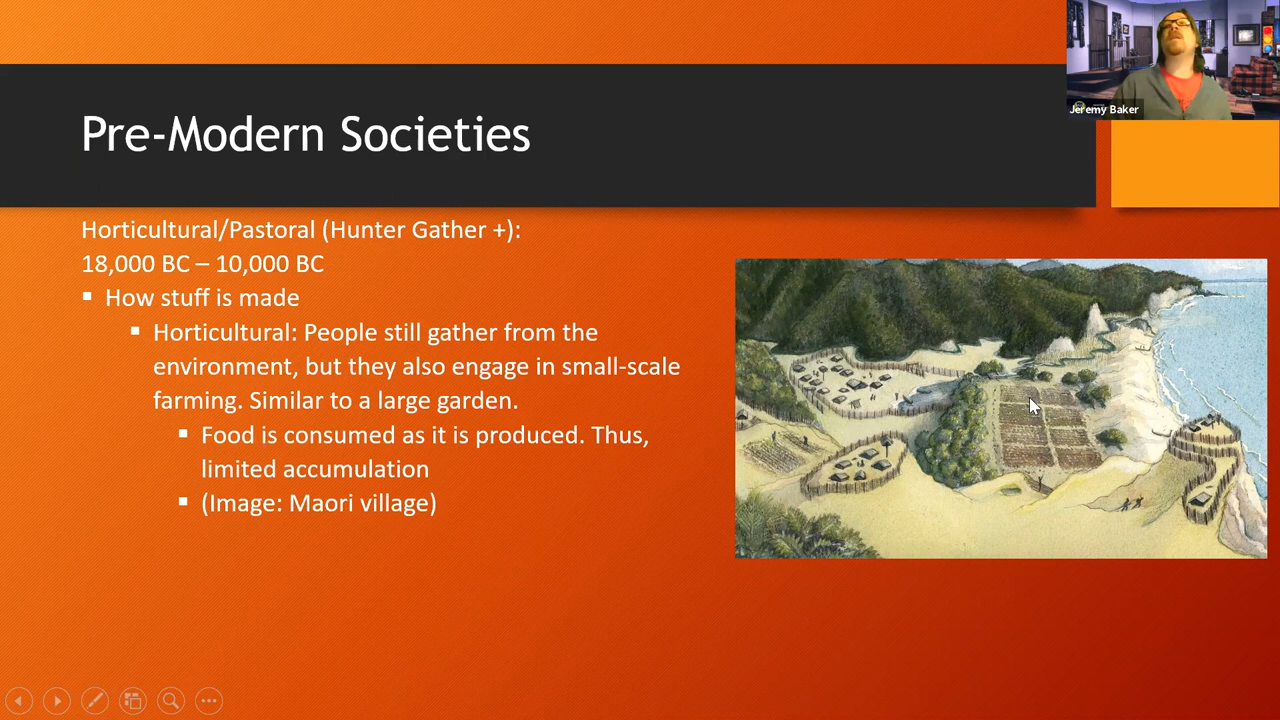 Jeremy Baker
Pre-Modern Societies
Horticultural/Pastoral (Hunter Gather +):
18,000 BC – 10,000 BC
▪ How stuff is made
▪ Horticultural: People still gather from the
environment, but they also engage in small-scale
farming. Similar to a large garden.
▪ Food is consumed as it is produced. Thus,
limited accumulation
▪ (Image: Maori village)